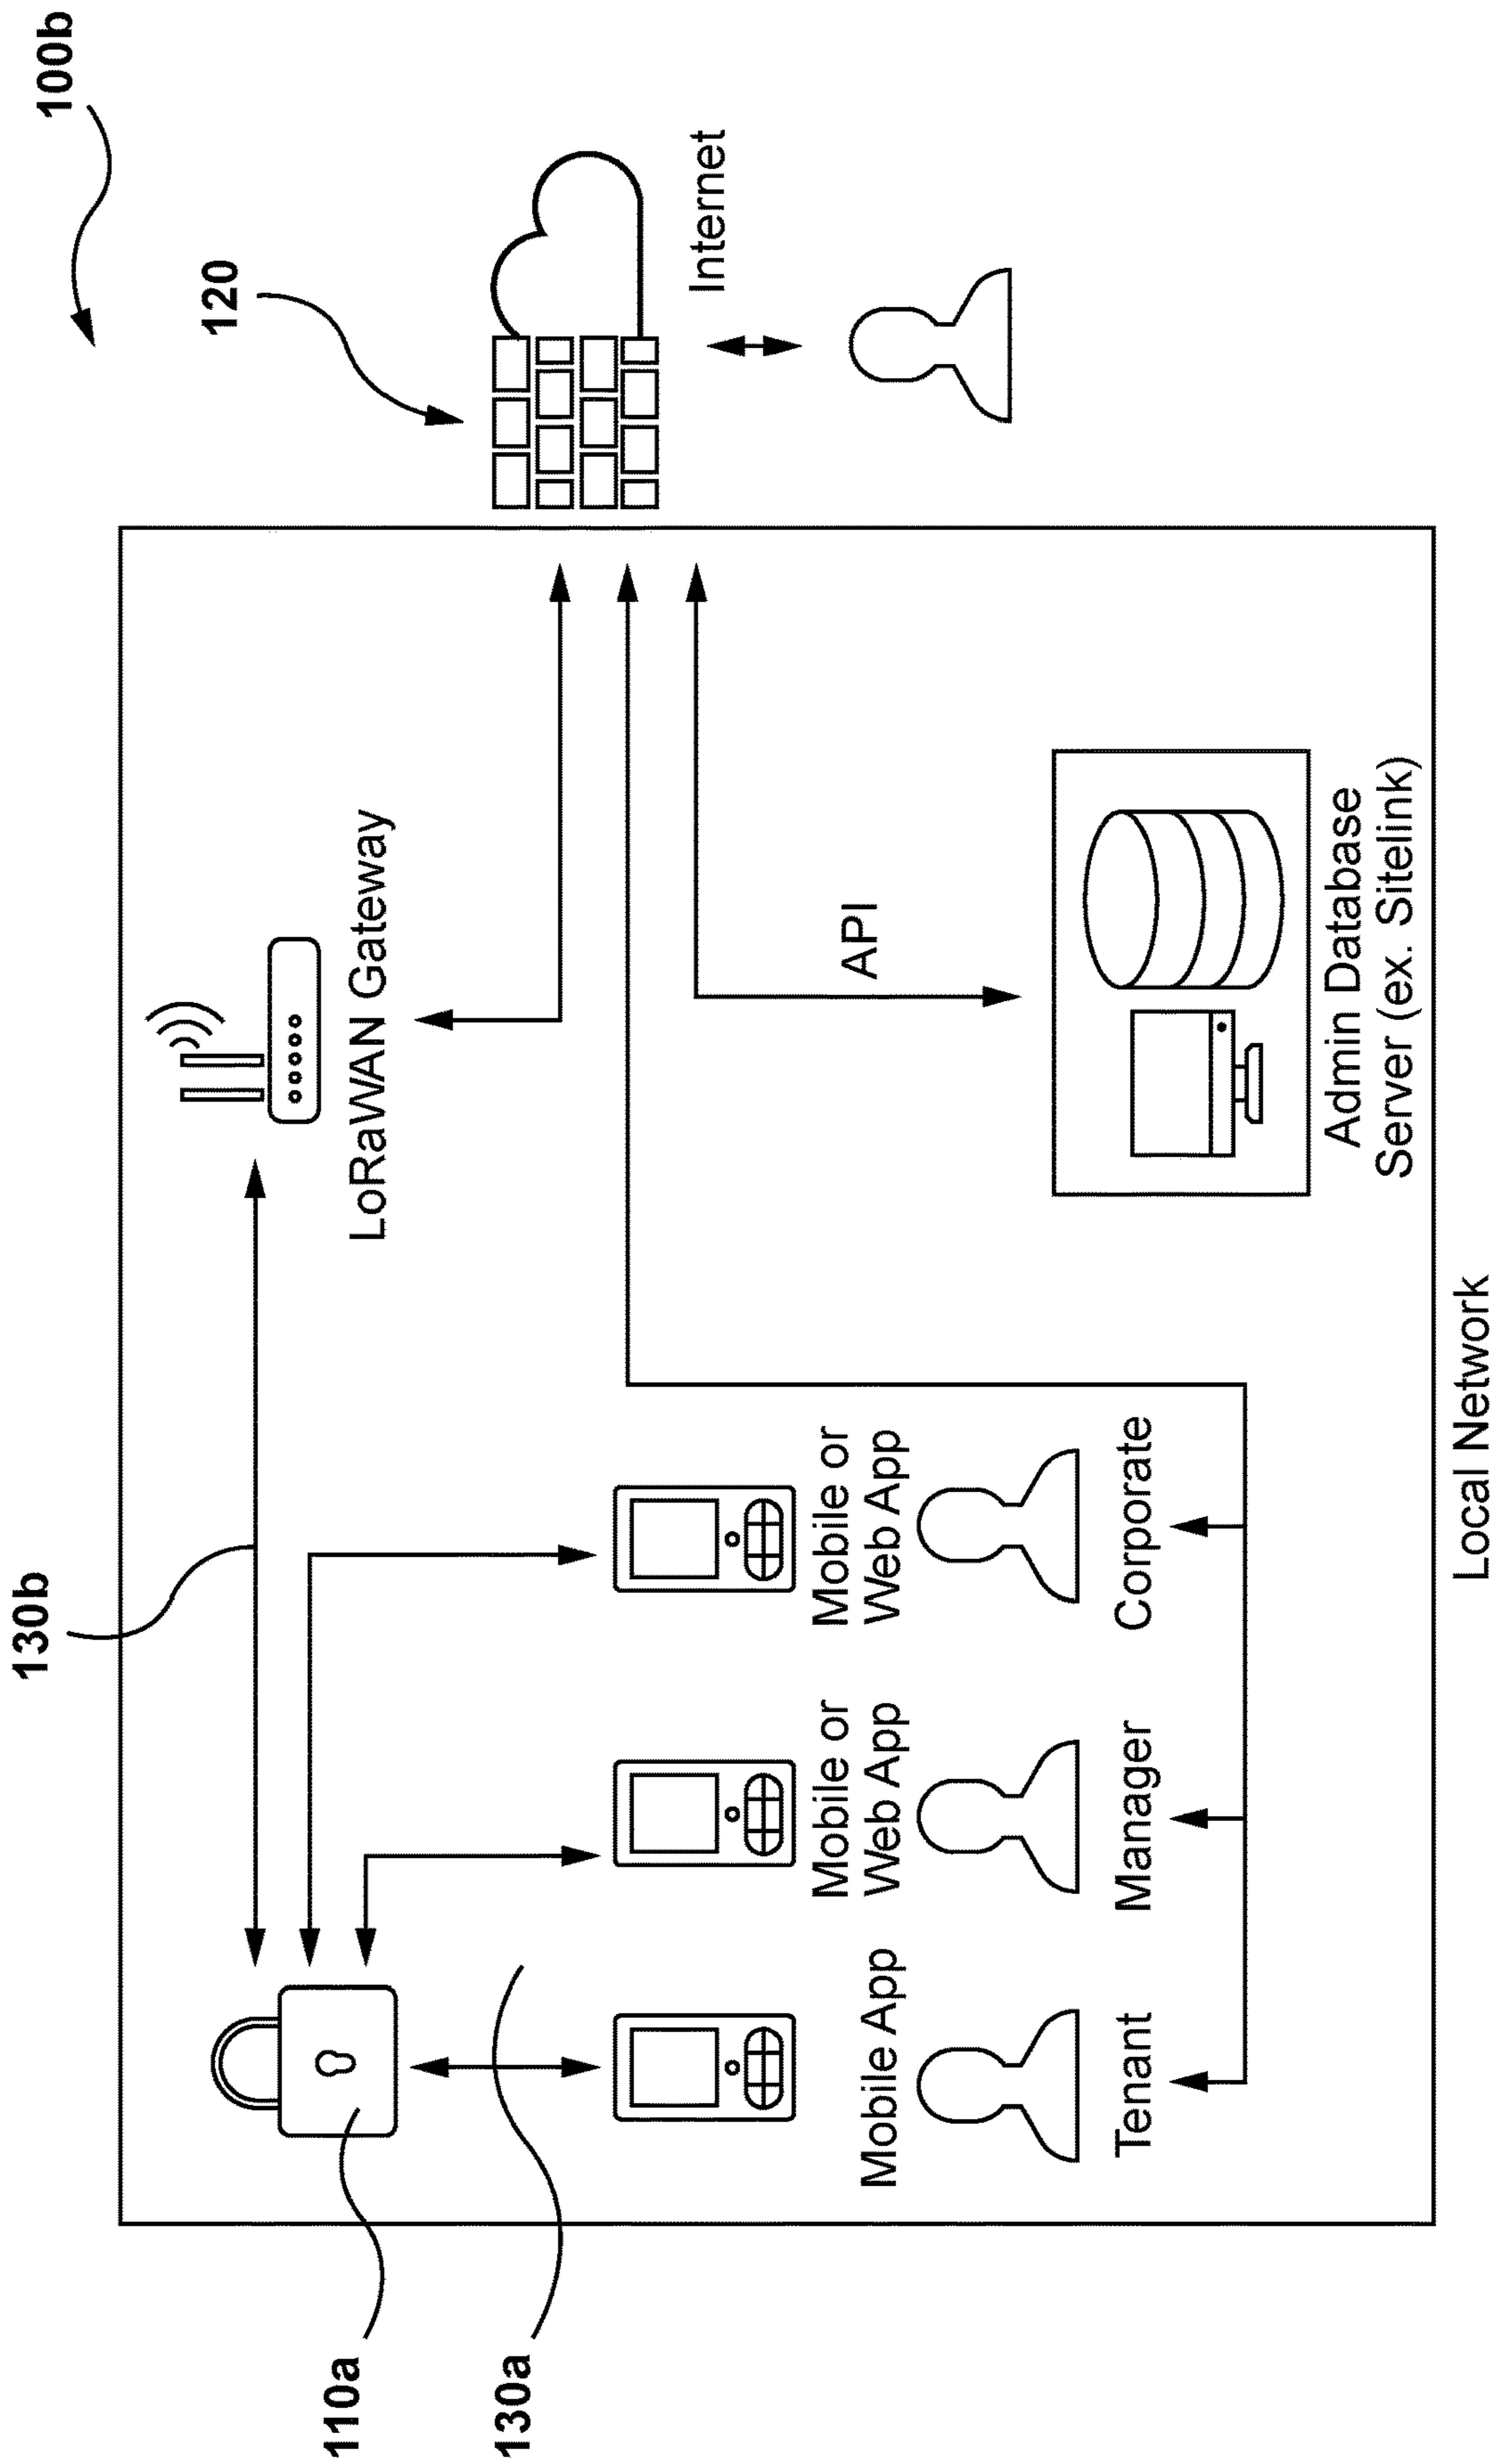 100b
120
Internet
130b
LoRaWAN Gateway
API
Admin Database
Server (ex. Sitelink)
110a
130a
Mobile App
Tenant
Mobile or
Web App
Manager
Mobile or
Web App
Corporate
Local Network